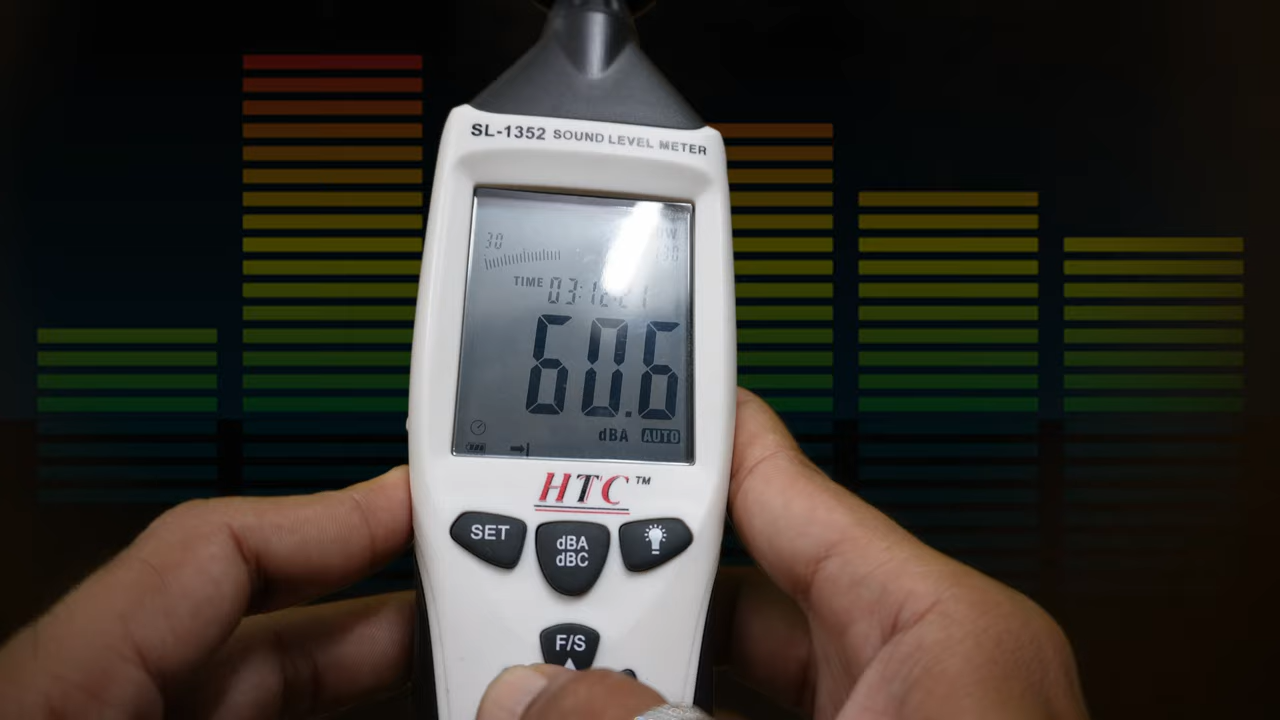 SL-1352 SOUND LEVEL METER
30
TIME
60.6
dBA AUTO
HTC™
SET
dBA
dBC
F/S